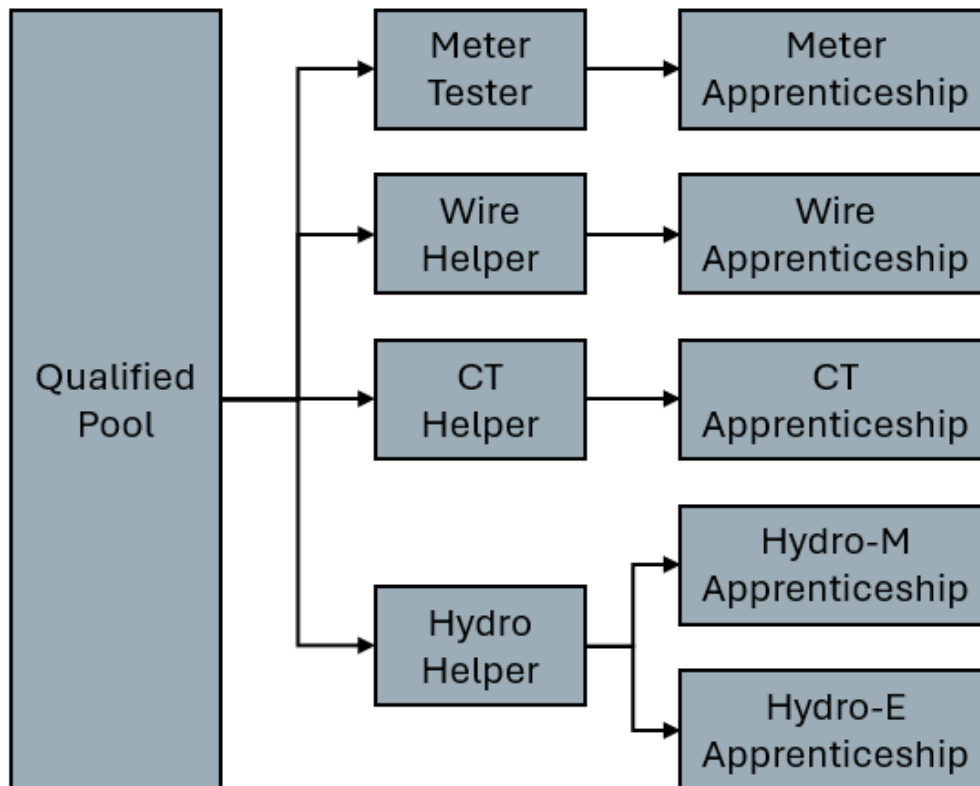 Qualified
Pool
Meter
Tester
Meter
Apprenticeship
Wire
Helper
Wire
Apprenticeship
CT
Helper
CT
Apprenticeship
Hydro
Helper
Hydro-M
Apprenticeship
Hydro-E
Apprenticeship